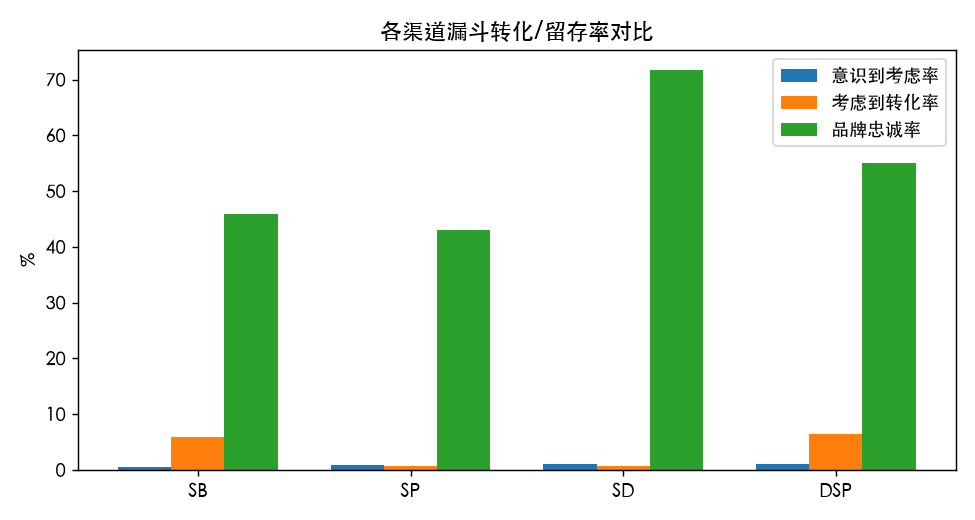 各渠道漏斗转化/留存率对比
意识到考虑率
考虑到转化率
品牌忠诚率
%
70
60
50
40
30
20
10
0
SB
SP
SD
DSP